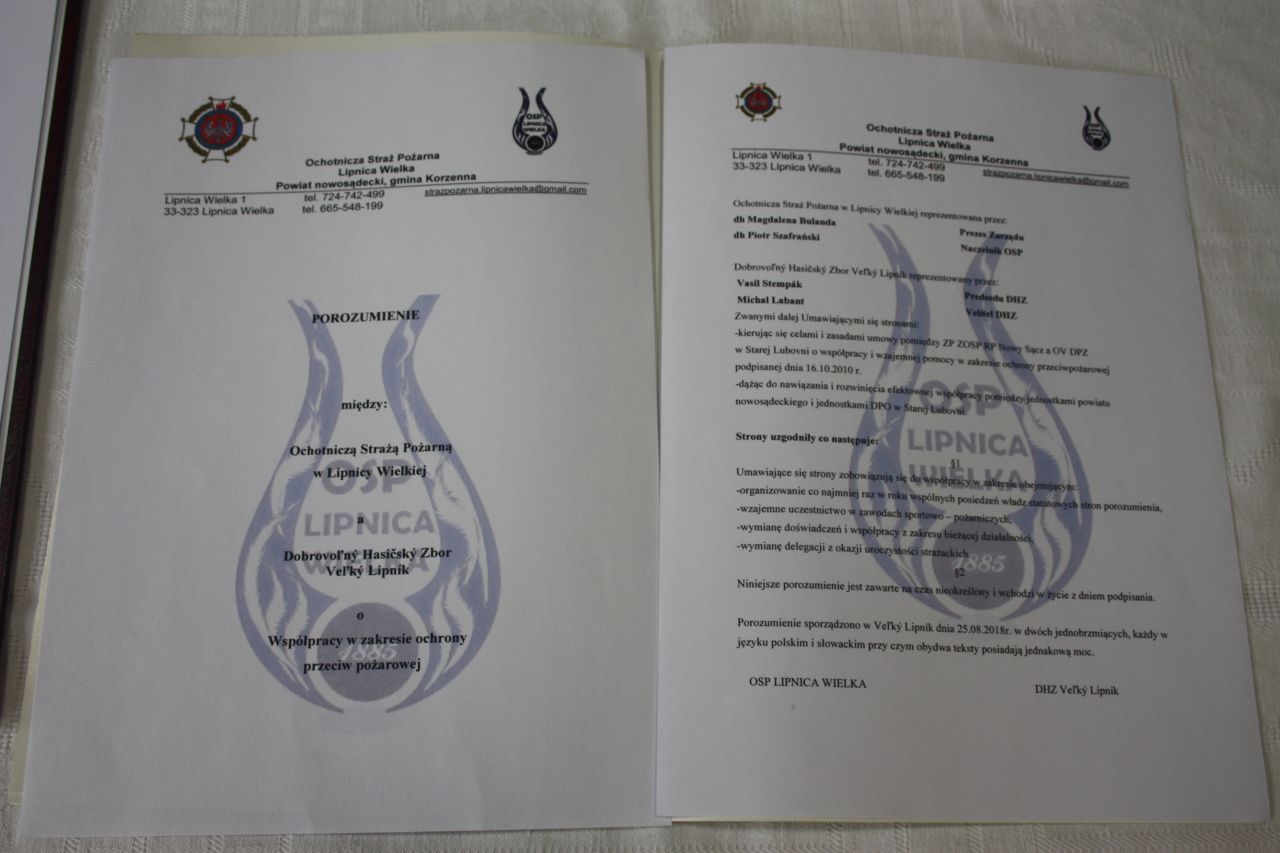 OSP
LIPNICA
WIELKA
Ochotnicza Straż Pożarna
Lipnica Wielka
Powiat nowosądecki, gmina Korzenna
Lipnica Wielka 1 tel. 724-742-499 strazpozarna.lipnicawielka@gmail.com
33-323 Lipnica Wielka tel. 665-548-199
POROZUMIENIE
między:
Ochotniczą Strażą Pożarną
w Lipnicy Wielkiej
a
Dobrovoľný Hasičský Zbor
Veľký Lipník
o
Współpracy w zakresie ochrony
przeciw pożarowej
OSP
LIPNICA
WIELKA
1885
Ochotnicza Straż Pożarna
Lipnica Wielka
Powiat nowosądecki, gmina Korzenna
Lipnica Wielka 1 tel. 724-742-499 strazpozarna.lipnicawielka@gmail.com
33-323 Lipnica Wielka tel. 665-548-199
Ochotnicza Straż Pożarna w Lipnicy Wielkiej reprezentowana przez:
dh Magdalena Bulanda Prezes Zarządu
dh Piotr Szafrański Naczelnik OSP
Dobrovoľný Hasičský Zbor Veľký Lipník reprezentowany przez:
Vasil Stempák Predsedu DHZ
Michal Labant Veliteľ DHZ
Zwanymi dalej Umawiającymi się stronami:
-kierując się celami i zasadami umowy pomiędzy ZP ZOSP RP Nowy Sącz a OV DPZ
w Starej Lubovni o współpracy i wzajemnej pomocy w zakresie ochrony przeciwpożarowej
podpisanej dnia 16.10.2010 r.
-dążąc do nawiązania i rozwinięcia efektownej współpracy pomiędzy jednostkami powiatu
nowosądeckiego i jednostkami DPO w Starej Lubovni.
Strony uzgodniły co następuje:
§1
Umawiające się strony zobowiązują się do współpracy w zakresie obejmującym:
-organizowanie co najmniej raz w roku wspólnych posiedzeń władz statutowych stron porozumienia,
-wzajemne uczestnictwo w zawodach sportowo – pożarniczych,
-wymianę doświadczeń i współpracy z zakresu bieżącej działalności,
-wymianę delegacji z okazji uroczystości strażackich
§2
Niniejsze porozumienie jest zawarte na czas nieokreślony i wchodzi w życie z dniem podpisania.
Porozumienie sporządzono w Veľký Lipník dnia 25.08.2018r. w dwóch jednobrzmiących, każdy w
języku polskim i słowackim przy czym obydwa teksty posiadają jednakową moc.
OSP LIPNICA WIELKA DHZ Veľký Lipník
OSP
LIPNICA
WIELKA
1885